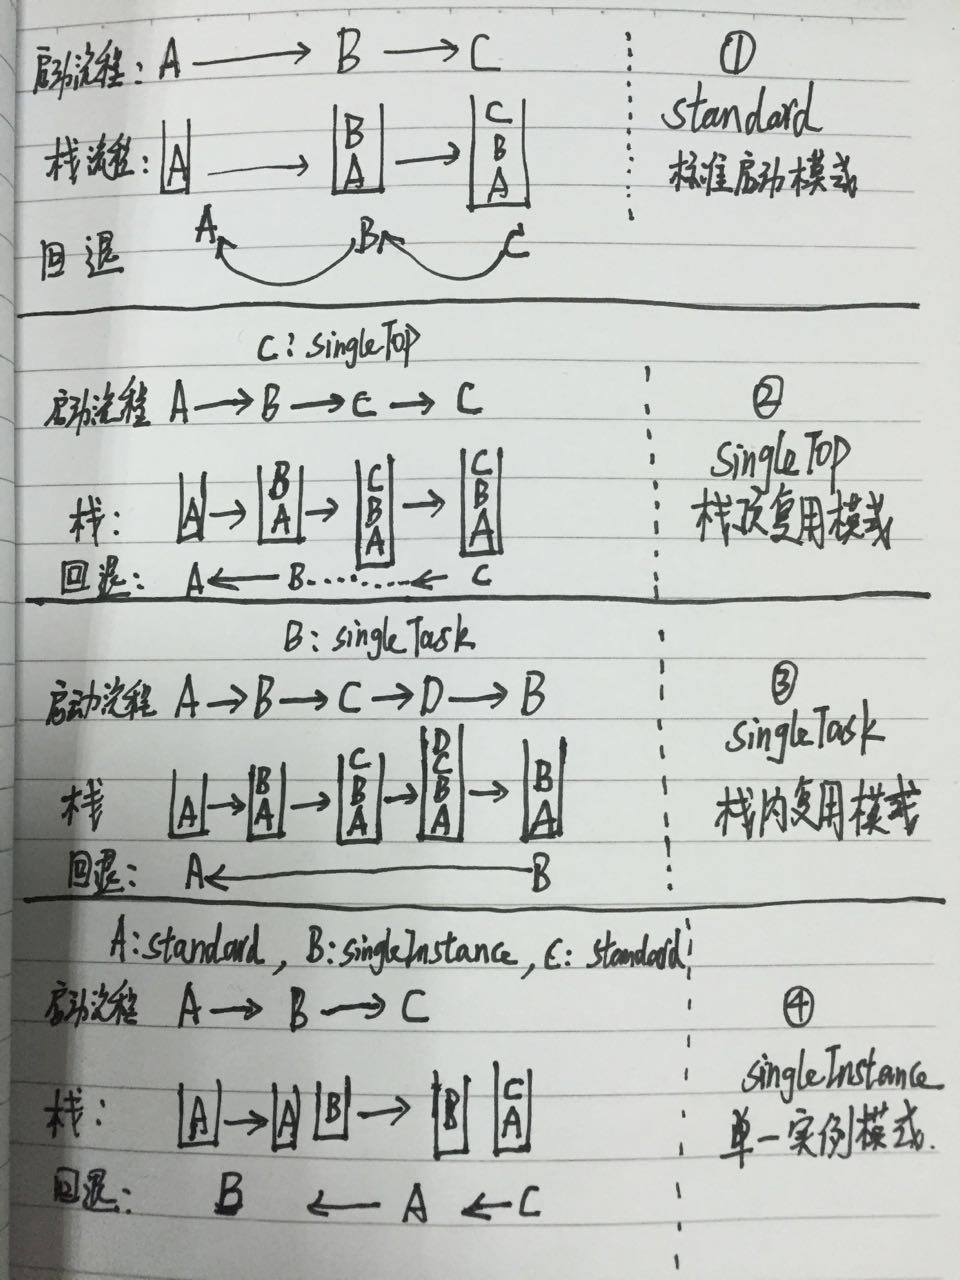 启动流程: A → B → C
①
standard
标准启动模式
栈流程: A → B A → C B A
回退 A B C
C: singleTop
启动流程 A → B → C → C
②
singleTop
栈顶复用模式
栈: A → B A → C B A → C B A
回退: A ← B ...... ← C
B: singleTask
启动流程 A → B → C → D → B
③
singleTask
栈内复用模式
栈 A → B A → C B A → D C B A → B A
回退: A ← B
A: standard, B: singleInstance, C: standard
启动流程 A → B → C
④
singleInstance
单一实例模式.
栈: A → A B → B C A
回退: B ← A ← C